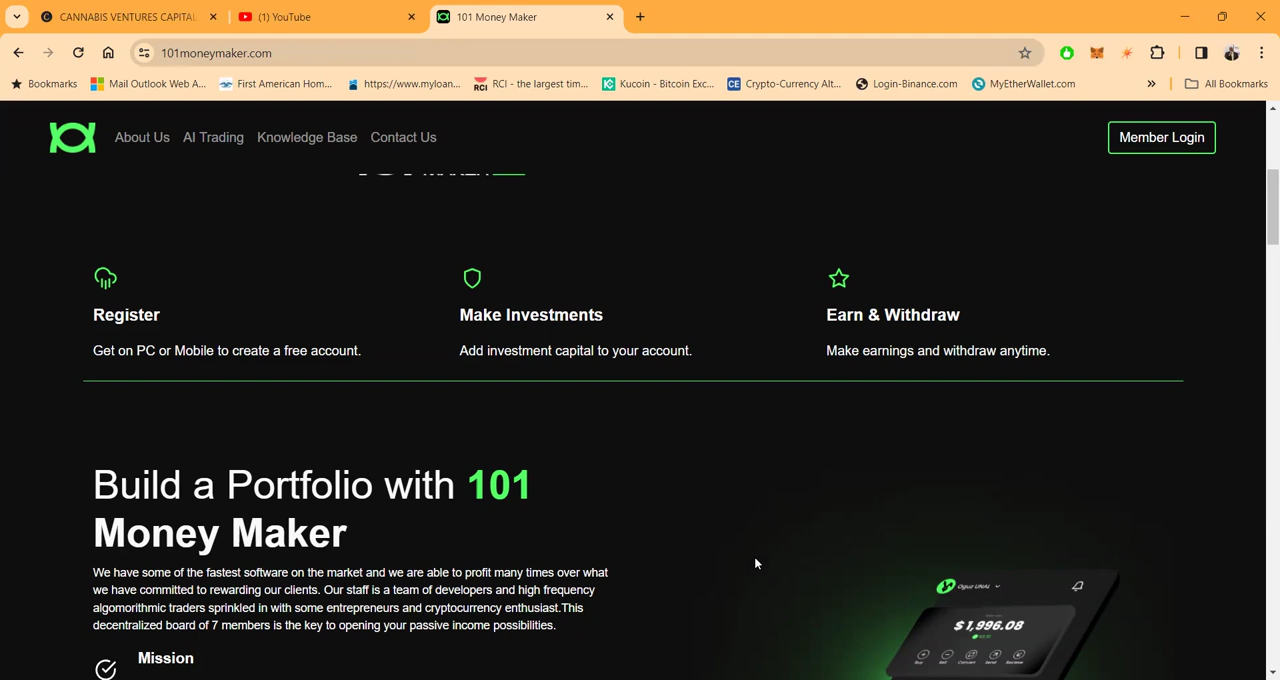 CANNABIS VENTURES CAPITAL
(1) YouTube
101 Money Maker
101moneymaker.com
Bookmarks
Mail Outlook Web A...
First American Hom...
https://www.myloan...
RCI - the largest tim...
Kucoin - Bitcoin Exc...
Crypto-Currency Alt...
Login-Binance.com
MyEtherWallet.com
All Bookmarks
About Us
AI Trading
Knowledge Base
Contact Us
Member Login
Register
Make Investments
Earn & Withdraw
Get on PC or Mobile to create a free account.
Add investment capital to your account.
Make earnings and withdraw anytime.
Build a Portfolio with 101
Money Maker
We have some of the fastest software on the market and we are able to profit many times over what
we have committed to rewarding our clients. Our staff is a team of developers and high frequency
algomorithmic traders sprinkled in with some entrepreneurs and cryptocurrency enthusiast.This
decentralized board of 7 members is the key to opening your passive income possibilities.
Mission
Oguz UNAL
$1,996.08
Buy
Sell
Convert
Send
Receive